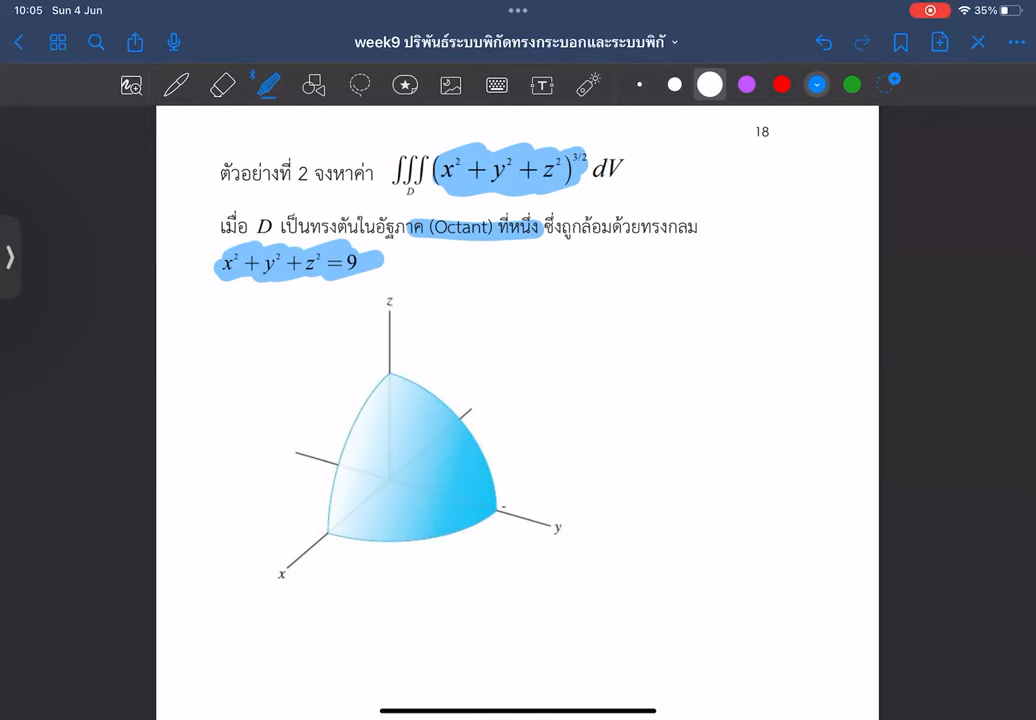 10:05 Sun 4 Jun
35%
week9 ปริพันธ์ระบบพิกัดทรงกระบอกและระบบพิกั
18
ตัวอย่างที่ 2 จงหาค่า ∭_D (x² + y² + z²)^{3/2} dV
เมื่อ D เป็นทรงตันในอัฐภาค (Octant) ที่หนึ่ง ซึ่งถูกล้อมด้วยทรงกลม
x² + y² + z² = 9
z
y
x